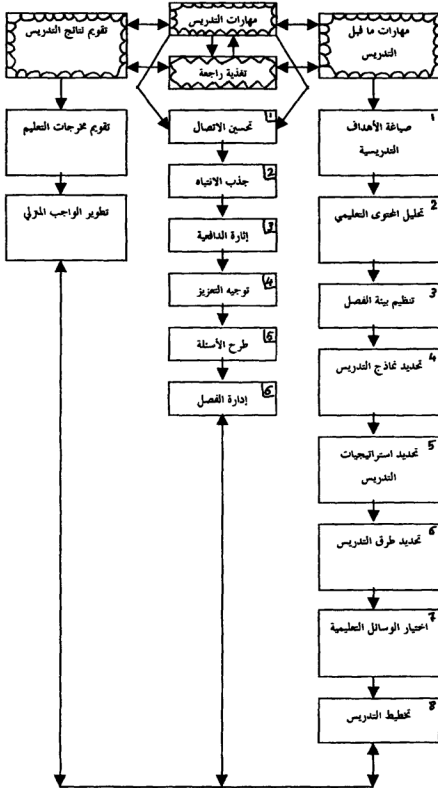 مهارات ما قبل
التدريس
1
صياغة الأهداف
التدريسية
2
تحليل المحتوى التعليمي
3
تنظيم بيئة الفصل
4
تحديد نماذج التدريس
5
تحديد استراتيجيات
التدريس
6
تحديد طرق التدريس
7
اختيار الوسائل التعليمية
8
تخطيط التدريس
مهارات التدريس
تغذية راجعة
1
تحسين الاتصال
2
جذب الانتباه
3
إثارة الدافعية
4
توجيه التعزيز
5
طرح الأسئلة
6
إدارة الفصل
تقويم نتائج التدريس
تقويم مخرجات التعليم
تطوير الواجب المنزلي